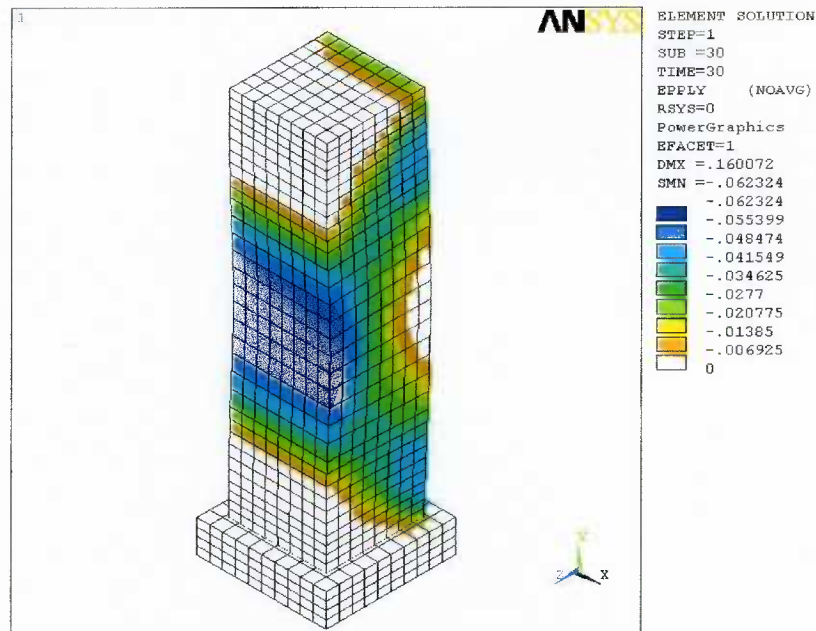 1
ANSYS
ELEMENT SOLUTION
STEP=1
SUB =30
TIME=30
EPPLY (NOAVG)
RSYS=0
PowerGraphics
EFACET=1
DMX =.160072
SMN =-.062324
-.062324
-.055399
-.048474
-.041549
-.034625
-.0277
-.020775
-.01385
-.006925
0
Y
Z
X